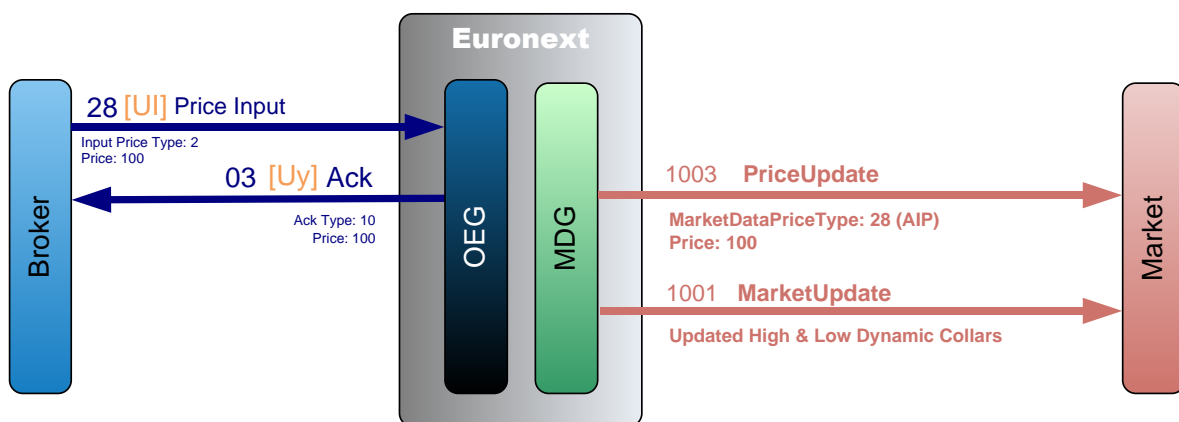 Euronext
Broker
28 [UI] Price Input
Input Price Type: 2
Price: 100
03 [Uy] Ack
Ack Type: 10
Price: 100
OEG
MDG
1003 PriceUpdate
MarketDataPriceType: 28 (AIP)
Price: 100
1001 MarketUpdate
Updated High & Low Dynamic Collars
Market